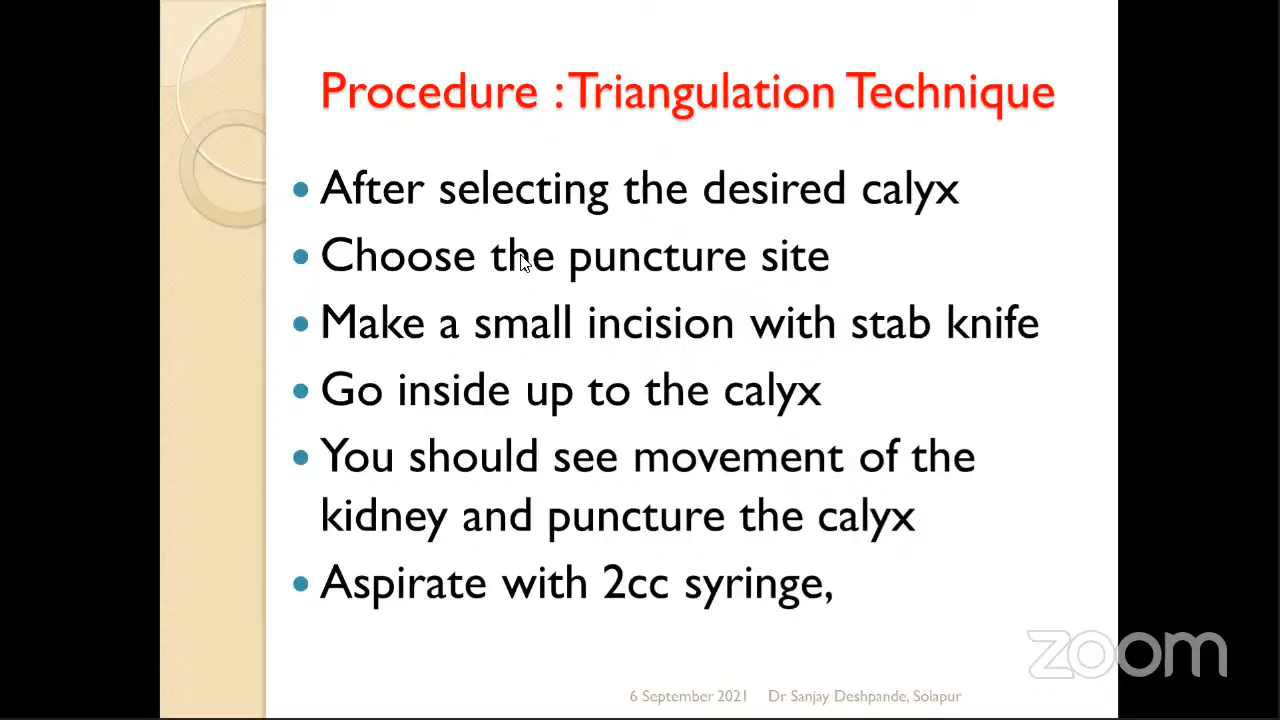 Procedure : Triangulation Technique
• After selecting the desired calyx
• Choose the puncture site
• Make a small incision with stab knife
• Go inside up to the calyx
• You should see movement of the
kidney and puncture the calyx
• Aspirate with 2cc syringe,
zoom
6 September 2021 Dr Sanjay Deshpande, Solapur